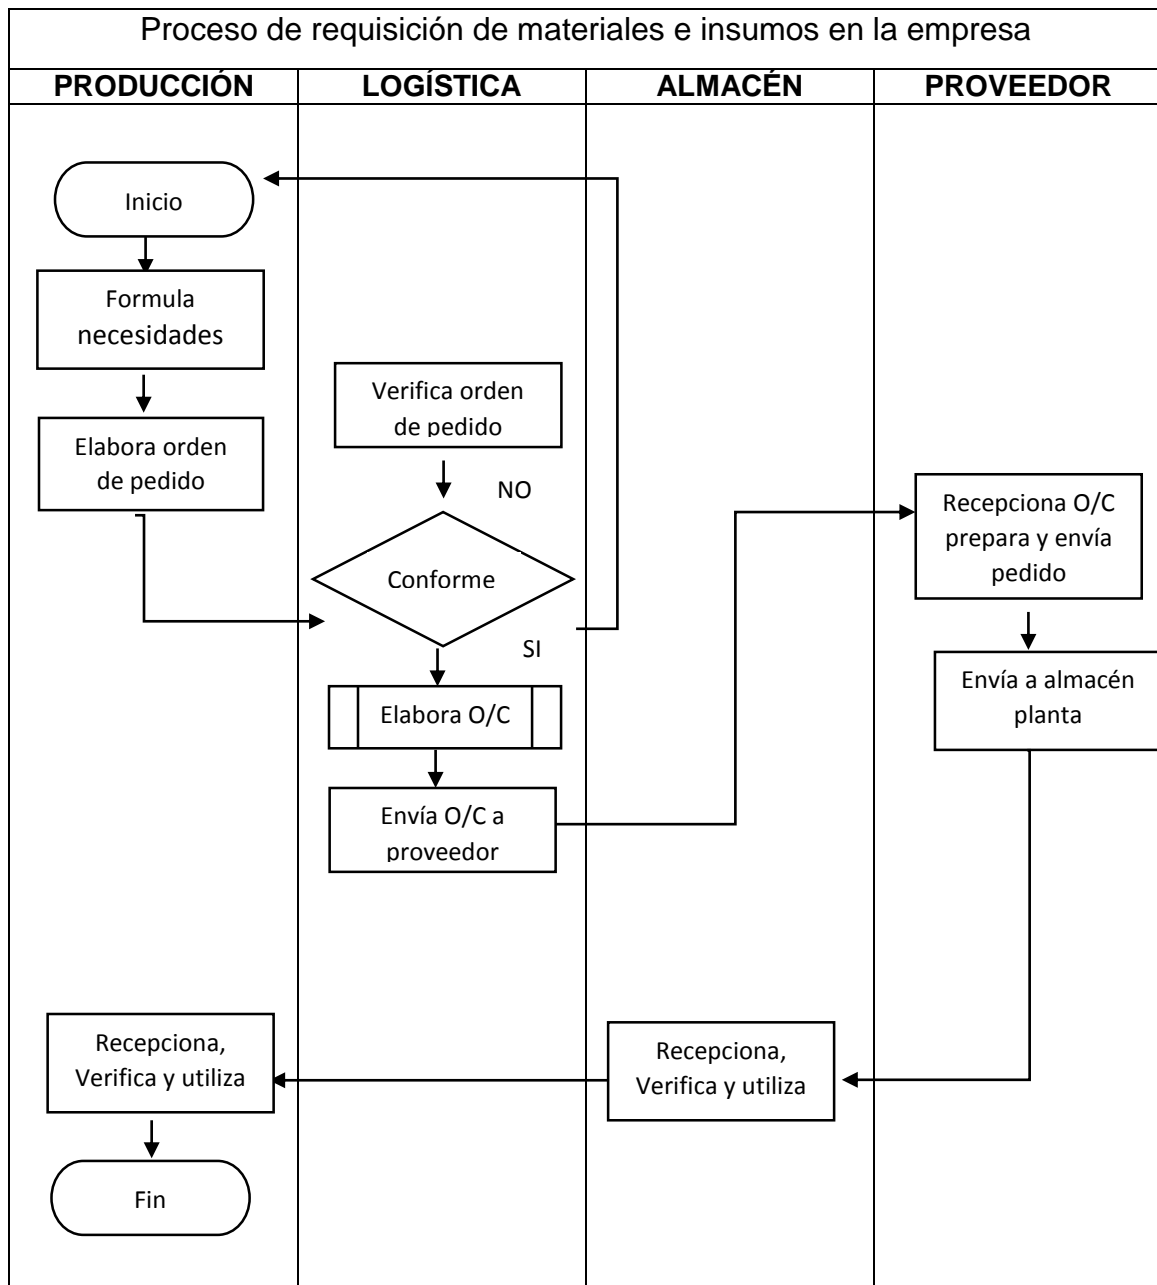 Proceso de requisición de materiales e insumos en la empresa
PRODUCCIÓN
LOGÍSTICA
ALMACÉN
PROVEEDOR
Inicio
Formula
necesidades
Elabora orden
de pedido
Verifica orden
de pedido
NO
Conforme
SI
Elabora O/C
Envía O/C a
proveedor
Recepciona O/C
prepara y envía
pedido
Envía a almacén
planta
Recepciona,
Verifica y utiliza
Recepciona,
Verifica y utiliza
Fin